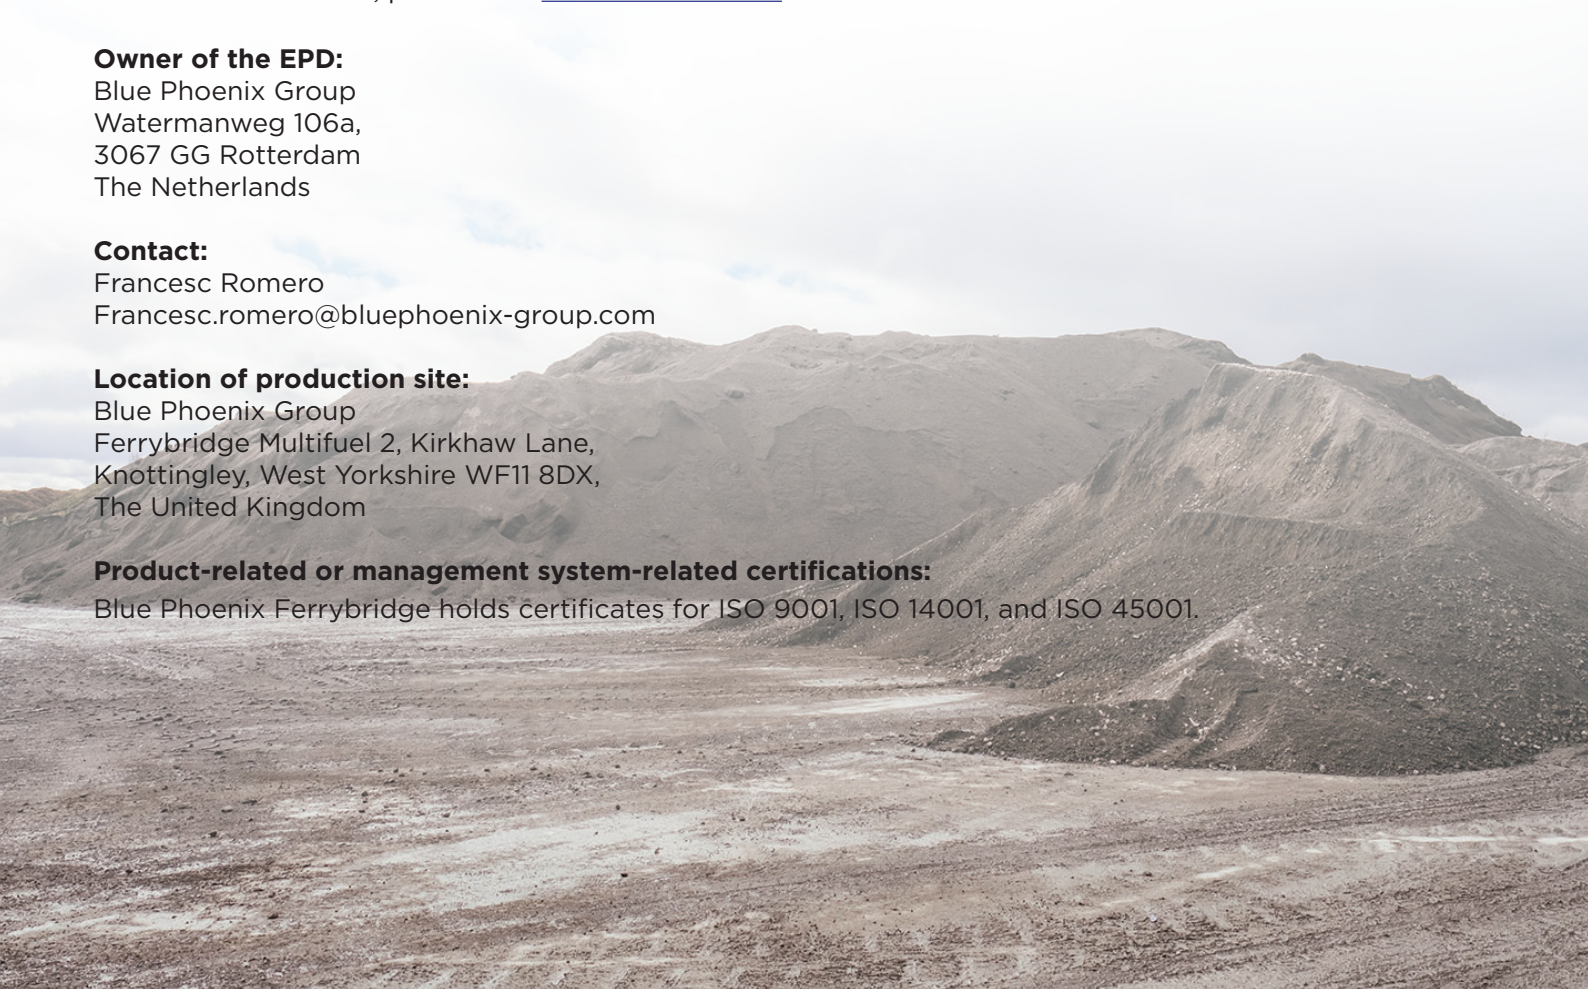 Owner of the EPD:
Blue Phoenix Group
Watermanweg 106a,
3067 GG Rotterdam
The Netherlands
Contact:
Francesc Romero
Francesc.romero@bluephoenix-group.com
Location of production site:
Blue Phoenix Group
Ferrybridge Multifuel 2, Kirkhaw Lane,
Knottingley, West Yorkshire WF11 8DX,
The United Kingdom
Product-related or management system-related certifications:
Blue Phoenix Ferrybridge holds certificates for ISO 9001, ISO 14001, and ISO 45001.